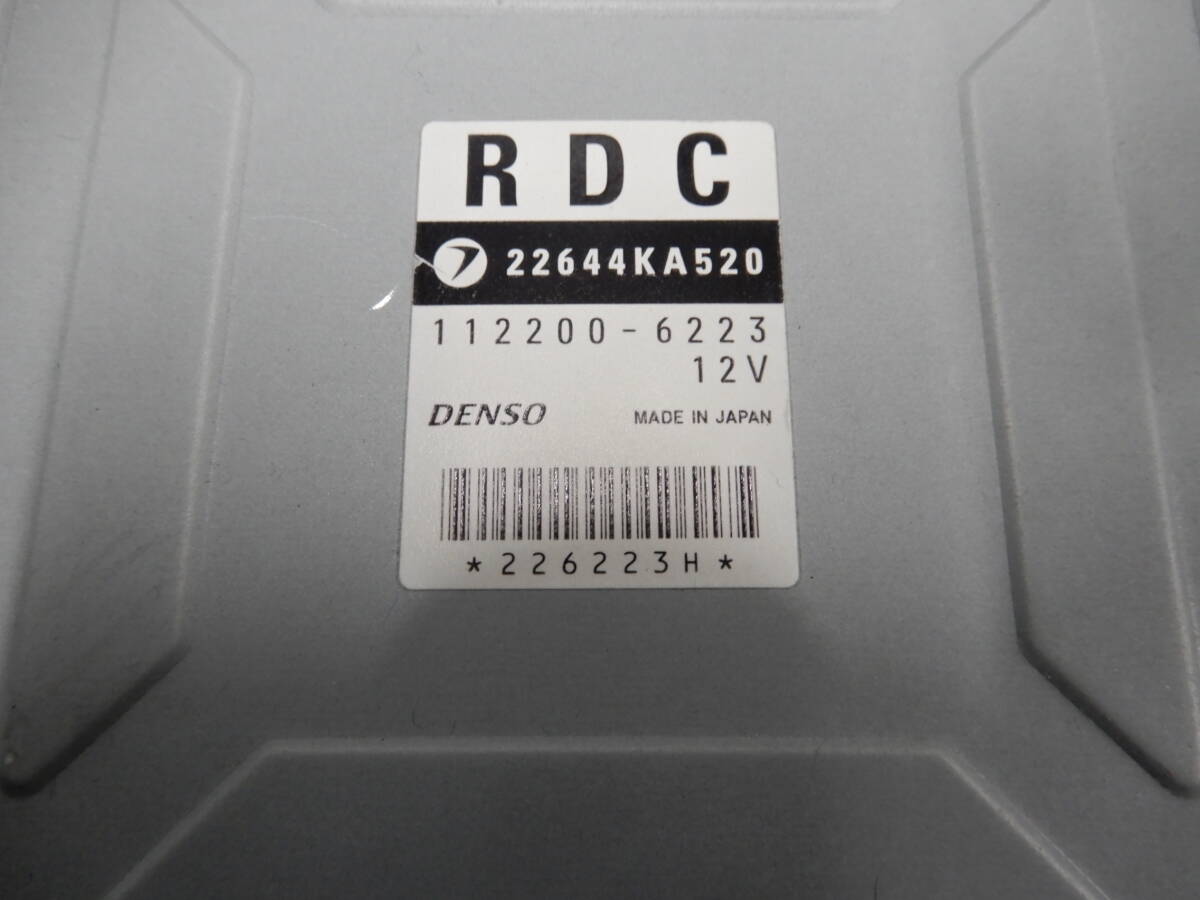 RDC
22644KA520
112200-6223
12V
DENSO MADE IN JAPAN
*226223H*